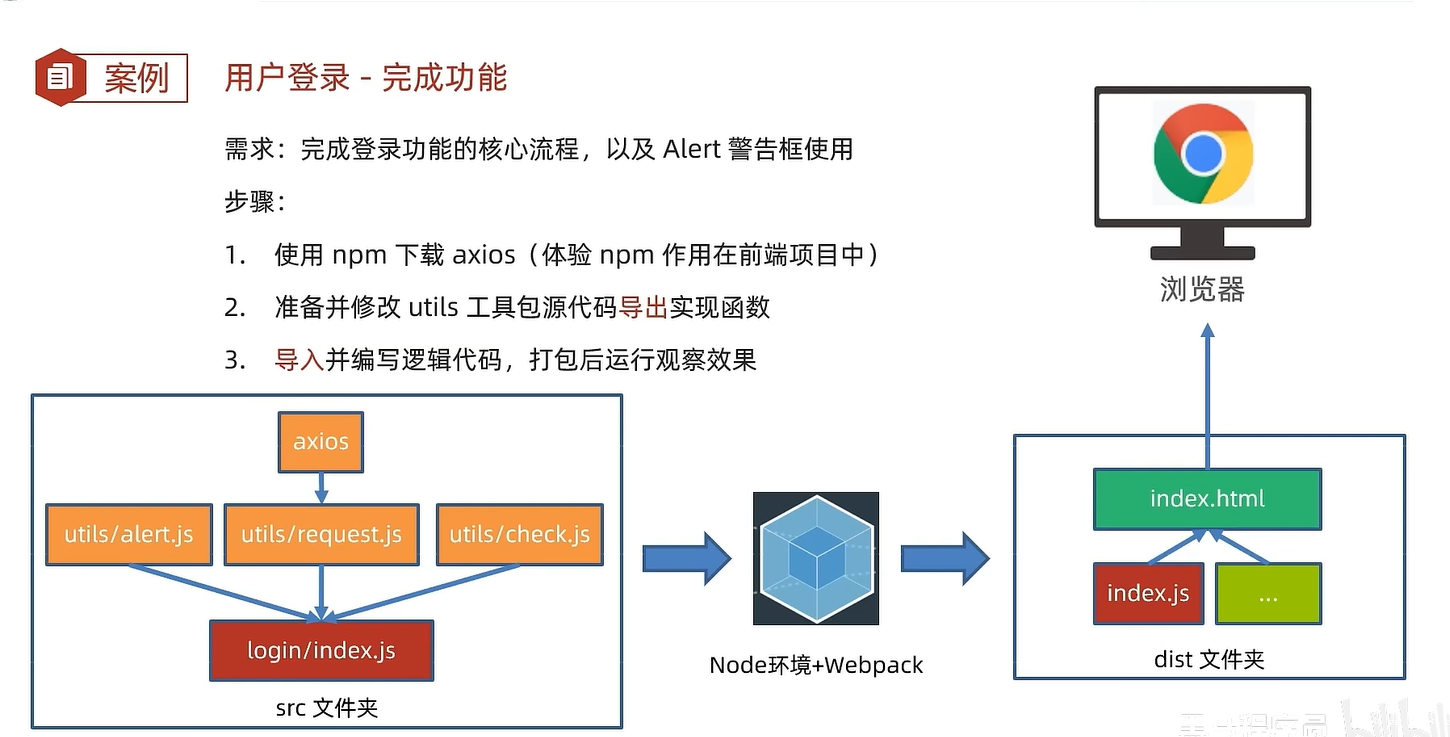 案例
用户登录 - 完成功能
需求：完成登录功能的核心流程，以及 Alert 警告框使用
步骤：
1. 使用 npm 下载 axios（体验 npm 作用在前端项目中）
2. 准备并修改 utils 工具包源代码导出实现函数
3. 导入并编写逻辑代码，打包后运行观察效果
浏览器
axios
utils/alert.js
utils/request.js
utils/check.js
login/index.js
src 文件夹
Node环境+Webpack
index.html
index.js
...
dist 文件夹
bilibili